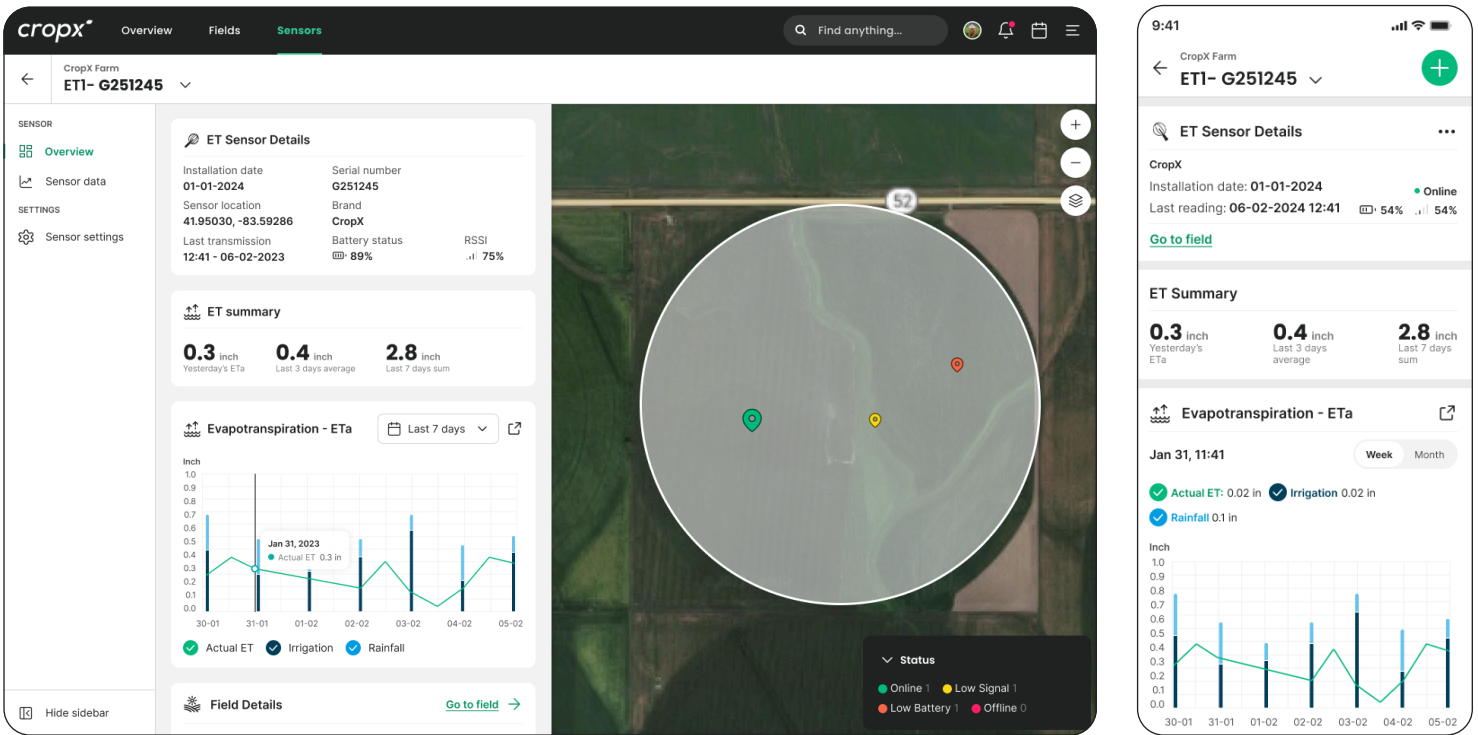 cropx
Overview Fields Sensors
Find anything...
CropX Farm
ET1- G251245
SENSOR
Overview
Sensor data
SETTINGS
Sensor settings
Hide sidebar
ET Sensor Details
Installation date Serial number
01-01-2024 G251245
Sensor location Brand
41.95030, -83.59286 CropX
Last transmission Battery status RSSI
12:41 - 06-02-2023 89% 75%
ET summary
0.3 inch 0.4 inch 2.8 inch
Yesterday's ETa Last 3 days average Last 7 days sum
Evapotranspiration - ETa Last 7 days
Inch
1.0
0.9
0.8
0.7
0.6
0.5
0.4
0.3
0.2
0.1
0.0
Jan 31, 2023
Actual ET 0.3 in
30-01 31-01 01-02 02-02 03-02 04-02 05-02
Actual ET Irrigation Rainfall
Field Details Go to field
52
Status
Online 1 Low Signal 1
Low Battery 1 Offline 0
9:41
CropX Farm
ET1- G251245
ET Sensor Details
CropX
Installation date: 01-01-2024
Online
Last reading: 06-02-2024 12:41 54% 54%
Go to field
ET Summary
0.3 inch 0.4 inch 2.8 inch
Yesterday's Last 3 days Last 7 days
ETa average sum
Evapotranspiration - ETa
Jan 31, 11:41 Week Month
Actual ET: 0.02 in Irrigation 0.02 in
Rainfall 0.1 in
Inch
1.0
0.9
0.8
0.7
0.6
0.5
0.4
0.3
0.2
0.1
0.0
30-01 31-01 01-02 02-02 03-02 04-02 05-02